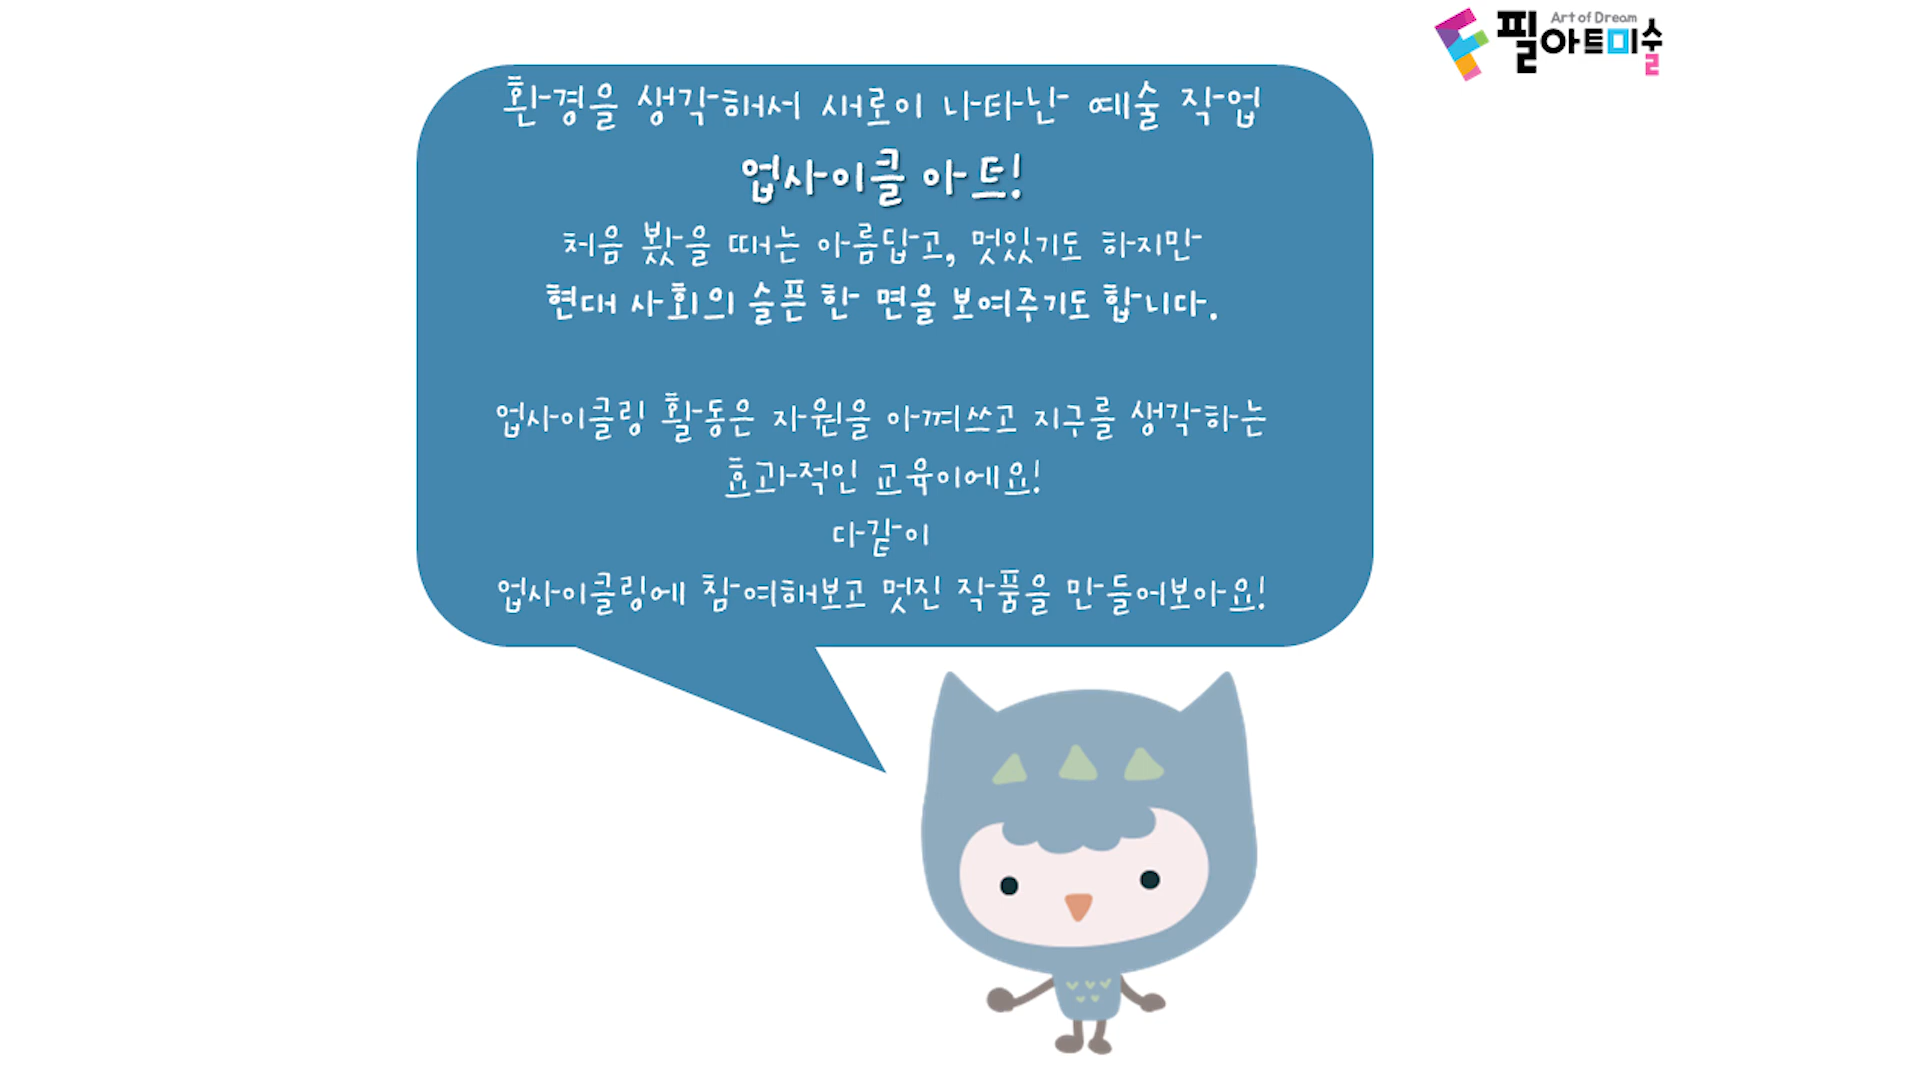 Art of Dream
필아트미술
환경을 생각해서 새로이 나타난 예술 작업
업사이클 아트!
처음 봤을 때는 아름답고, 멋있기도 하지만
현대 사회의 슬픈 한 면을 보여주기도 합니다.
업사이클링 활동은 자원을 아껴쓰고 지구를 생각하는
효과적인 교육이에요!
다같이
업사이클링에 참여해보고 멋진 작품을 만들어보아요!